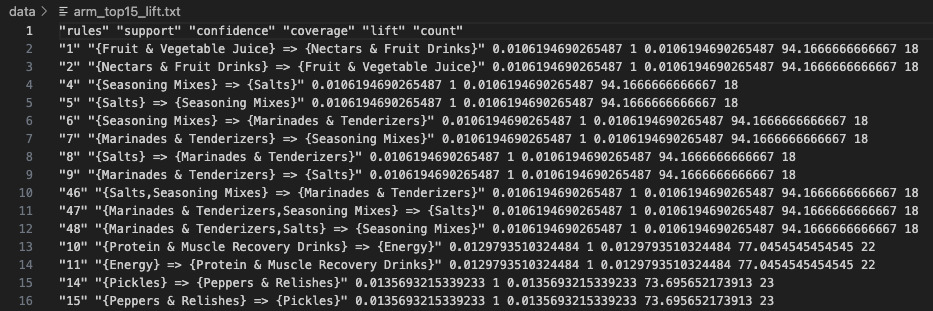 data > arm_top15_lift.txt
1 "rules" "support" "confidence" "coverage" "lift" "count"
2 "1" "{Fruit & Vegetable Juice} => {Nectars & Fruit Drinks}" 0.0106194690265487 1 0.0106194690265487 94.1666666666667 18
3 "2" "{Nectars & Fruit Drinks} => {Fruit & Vegetable Juice}" 0.0106194690265487 1 0.0106194690265487 94.1666666666667 18
4 "4" "{Seasoning Mixes} => {Salts}" 0.0106194690265487 1 0.0106194690265487 94.1666666666667 18
5 "5" "{Salts} => {Seasoning Mixes}" 0.0106194690265487 1 0.0106194690265487 94.1666666666667 18
6 "6" "{Seasoning Mixes} => {Marinades & Tenderizers}" 0.0106194690265487 1 0.0106194690265487 94.1666666666667 18
7 "7" "{Marinades & Tenderizers} => {Seasoning Mixes}" 0.0106194690265487 1 0.0106194690265487 94.1666666666667 18
8 "8" "{Salts} => {Marinades & Tenderizers}" 0.0106194690265487 1 0.0106194690265487 94.1666666666667 18
9 "9" "{Marinades & Tenderizers} => {Salts}" 0.0106194690265487 1 0.0106194690265487 94.1666666666667 18
10 "46" "{Salts,Seasoning Mixes} => {Marinades & Tenderizers}" 0.0106194690265487 1 0.0106194690265487 94.1666666666667 18
11 "47" "{Marinades & Tenderizers,Seasoning Mixes} => {Salts}" 0.0106194690265487 1 0.0106194690265487 94.1666666666667 18
12 "48" "{Marinades & Tenderizers,Salts} => {Seasoning Mixes}" 0.0106194690265487 1 0.0106194690265487 94.1666666666667 18
13 "10" "{Protein & Muscle Recovery Drinks} => {Energy}" 0.0129793510324484 1 0.0129793510324484 77.0454545454545 22
14 "11" "{Energy} => {Protein & Muscle Recovery Drinks}" 0.0129793510324484 1 0.0129793510324484 77.0454545454545 22
15 "14" "{Pickles} => {Peppers & Relishes}" 0.0135693215339233 1 0.0135693215339233 73.695652173913 23
16 "15" "{Peppers & Relishes} => {Pickles}" 0.0135693215339233 1 0.0135693215339233 73.695652173913 23